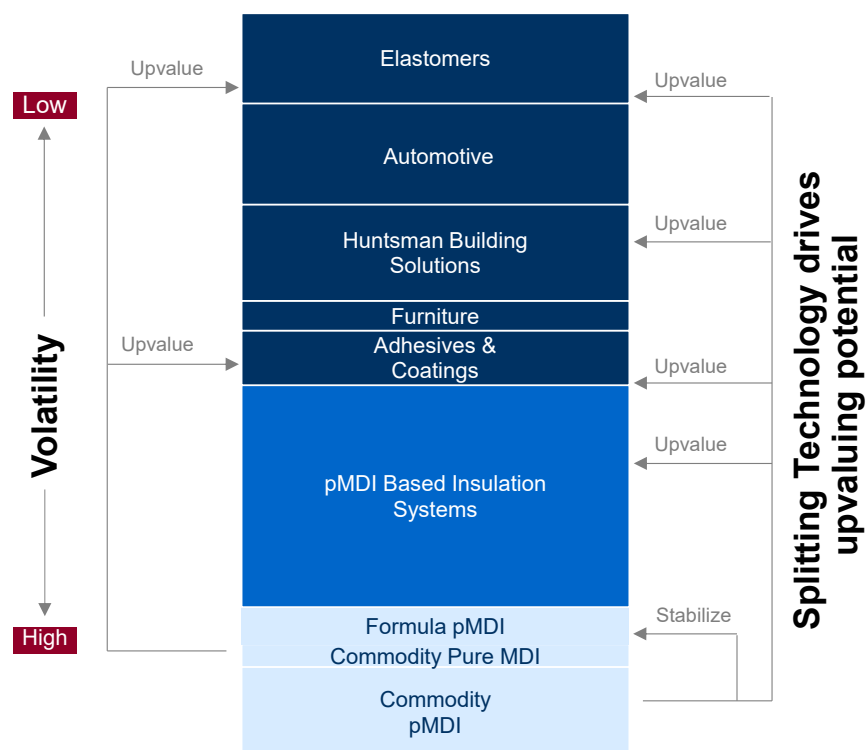 Elastomers
Upvalue
Upvalue
Low
Automotive
Huntsman Building
Solutions
Upvalue
Furniture
Upvalue
Adhesives &
Coatings
Upvalue
Volatility
Upvalue
pMDI Based Insulation
Systems
Splitting Technology drives
upvaluing potential
Stabilize
Formula pMDI
High
Commodity Pure MDI
Commodity
pMDI